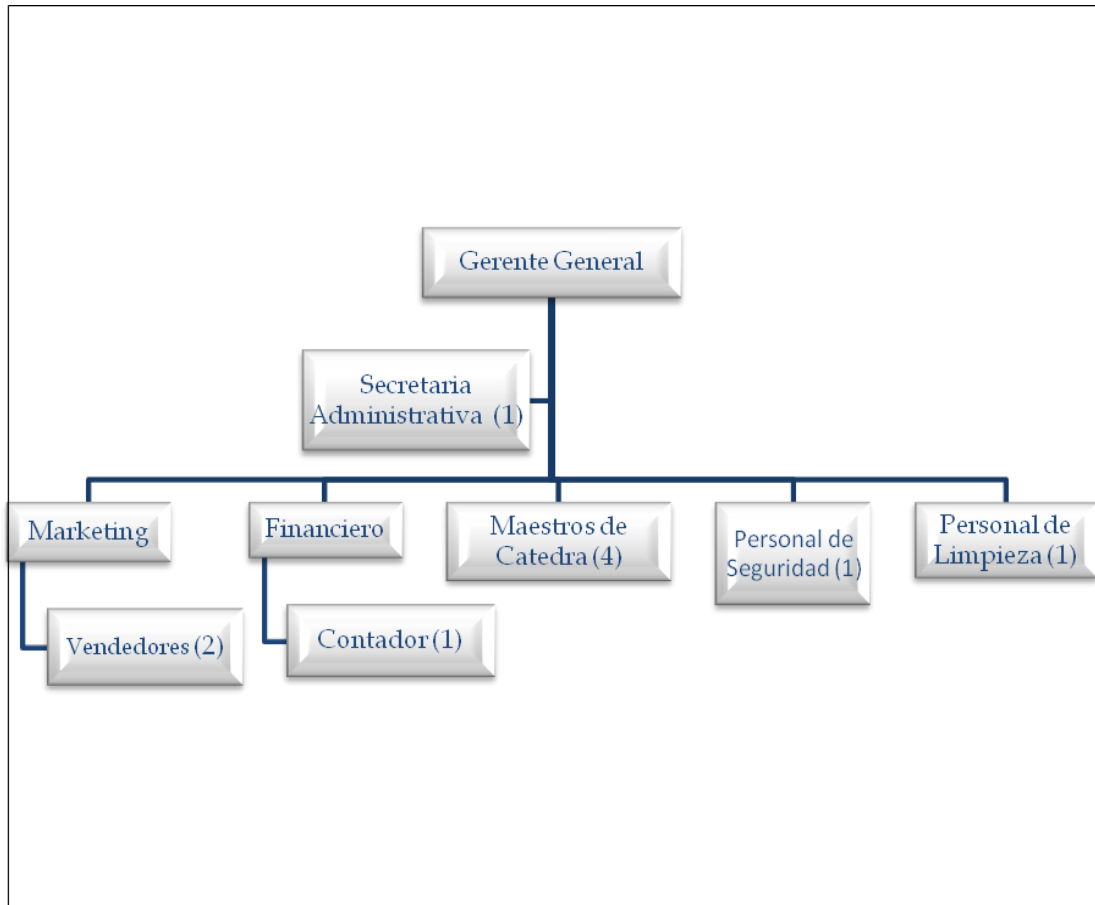 Gerente General
Secretaria
Administrativa (1)
Marketing
Financiero
Maestros de
Catedra (4)
Personal de
Seguridad (1)
Personal de
Limpieza (1)
Vendedores (2)
Contador (1)